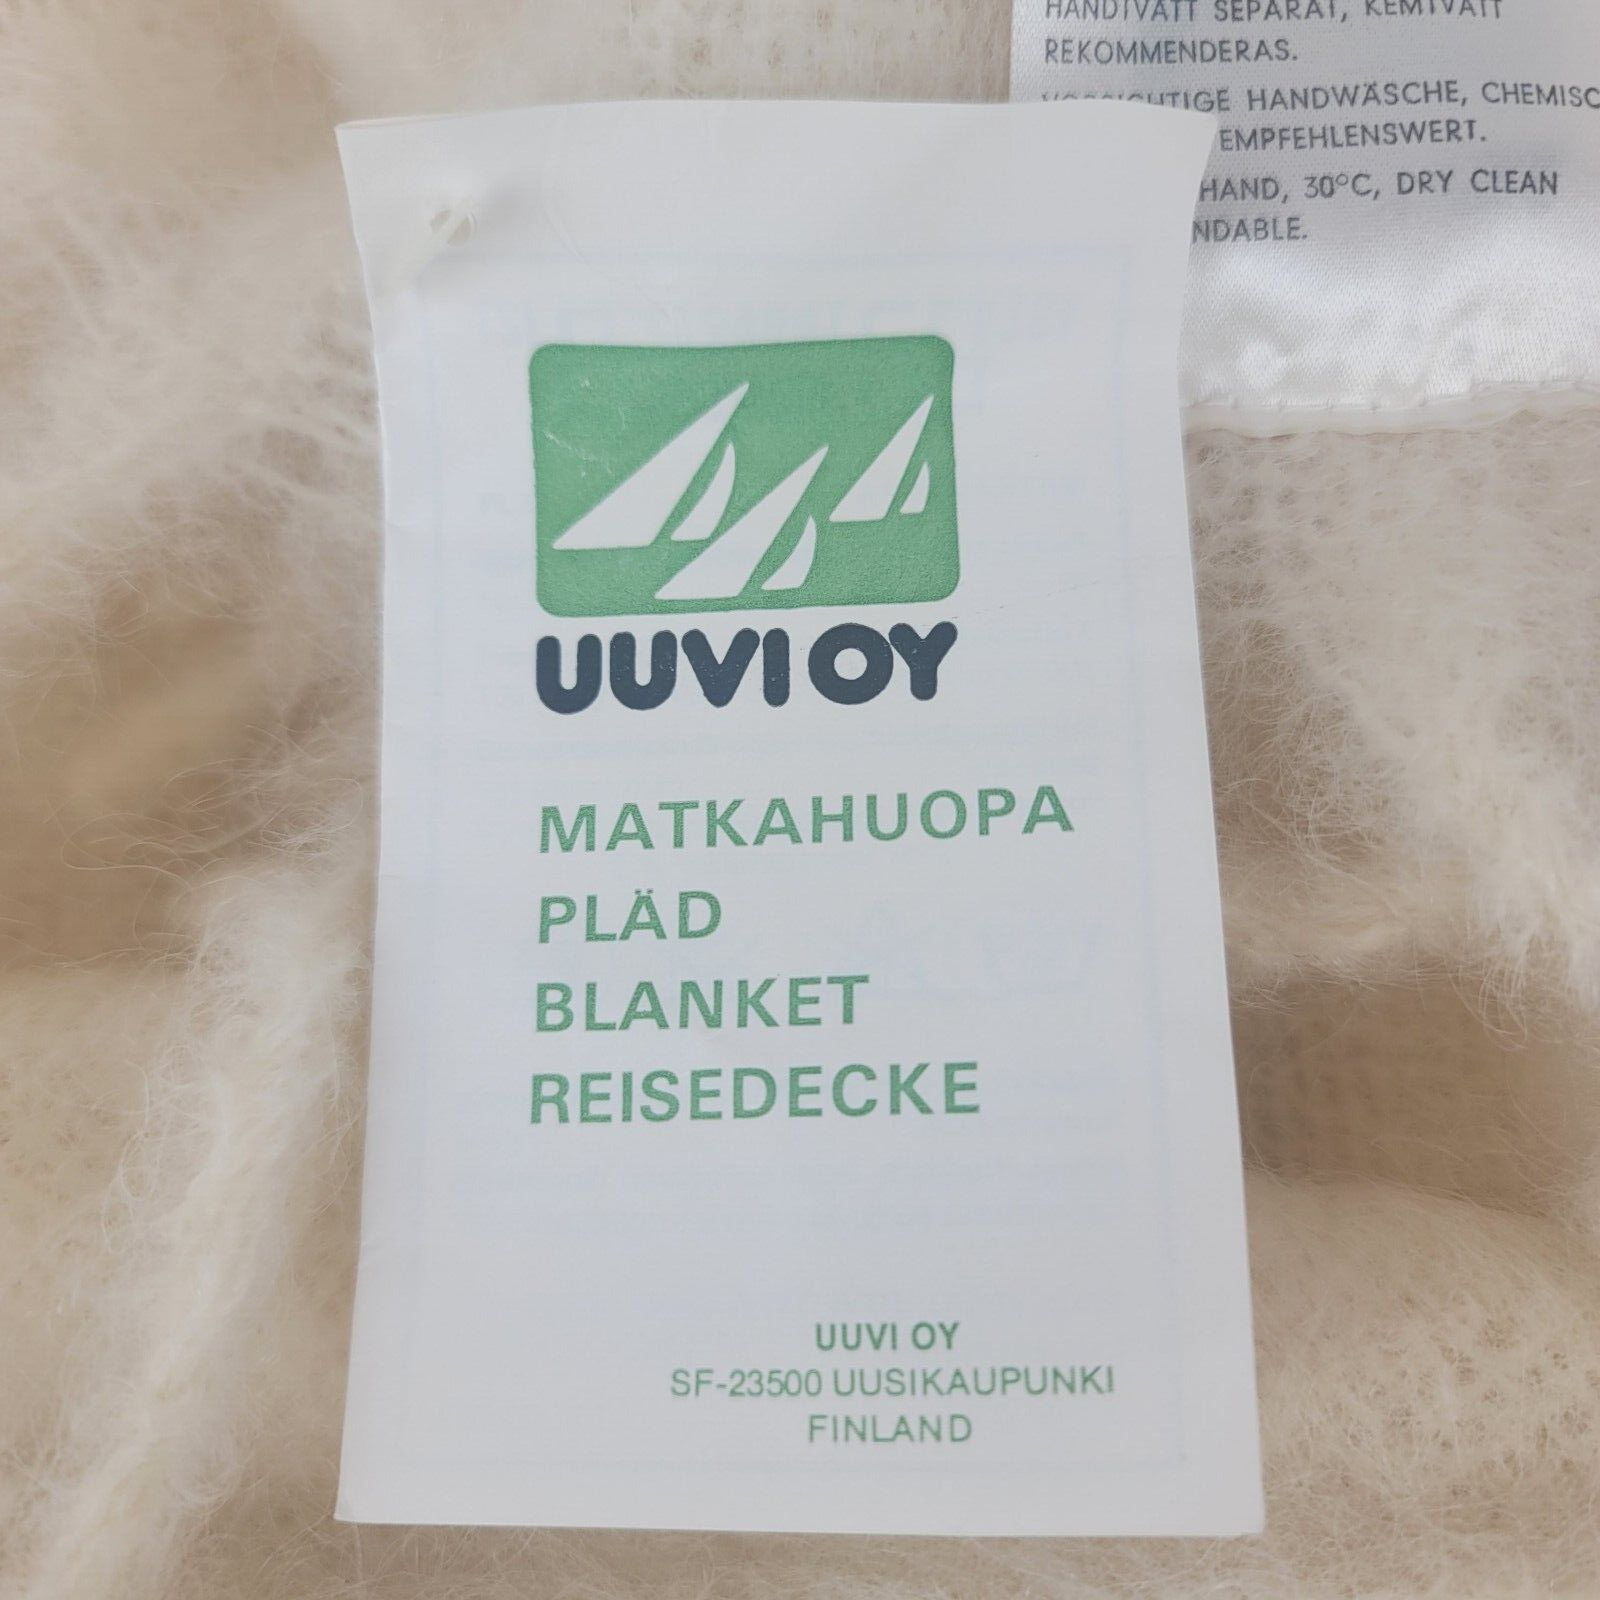 HANDTVÄTT SEPARAT, KEMTVÄTT
REKOMMENDERAS.
HANDWÄSCHE,
EMPFEHLENSWERT.
HAND, 30°C, DRY CLEAN
UUVI OY
MATKAHUOPA
PLÄD
BLANKET
REISEDECKE
UUVI OY
SF-23500 UUSIKAUPUNKI
FINLAND